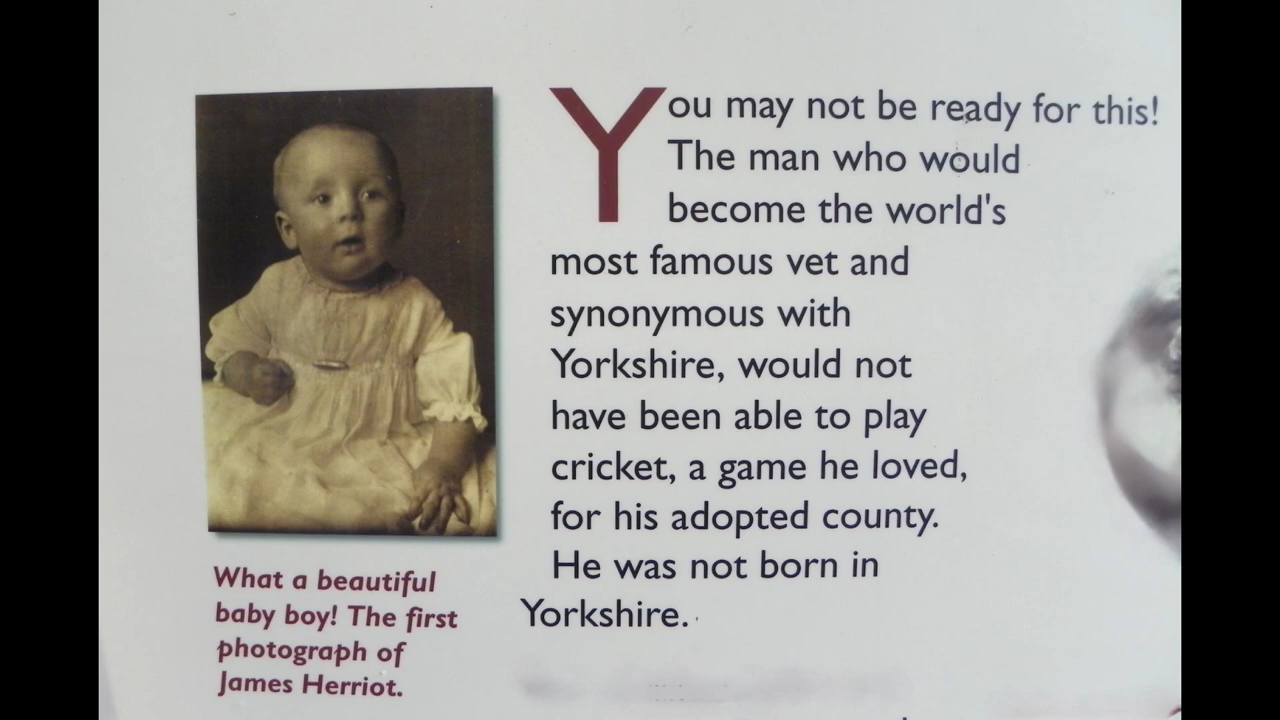 You may not be ready for this!
The man who would
become the world's
most famous vet and
synonymous with
Yorkshire, would not
have been able to play
cricket, a game he loved,
for his adopted county.
He was not born in
Yorkshire.
What a beautiful
baby boy! The first
photograph of
James Herriot.